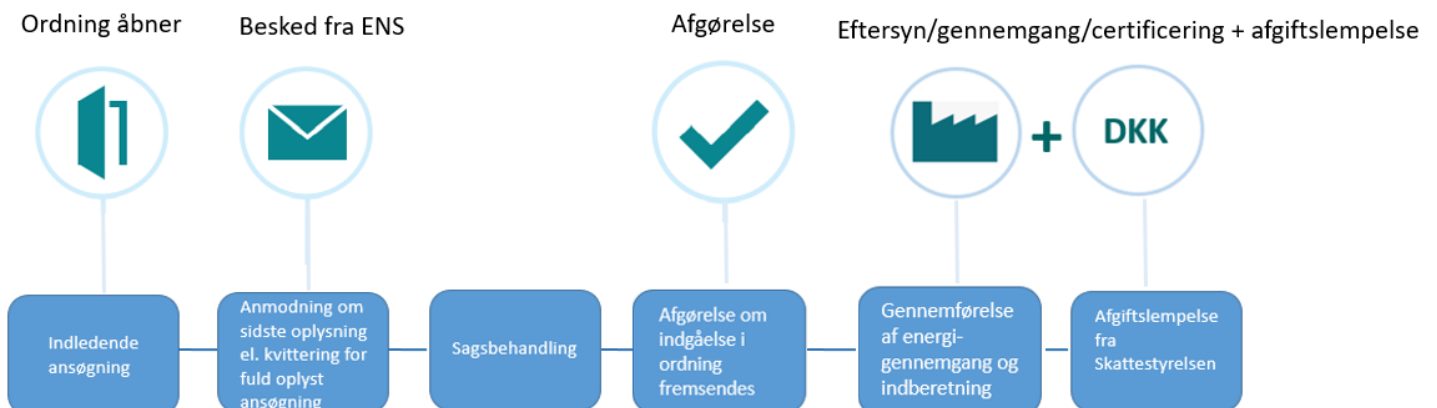 Ordning åbner
Besked fra ENS
Afgørelse
Eftersyn/gennemgang/certificering + afgiftslempelse
+
DKK
Indledende
ansøgning
Anmodning om
sidste oplysning
el. kvittering for
fuld oplyst
ansøgning
Sagsbehandling
Afgørelse om
indgåelse i
ordning
fremsendes
Gennemførelse
af energi-
gennemgang og
indberetning
Afgiftslempelse
fra
Skattestyrelsen